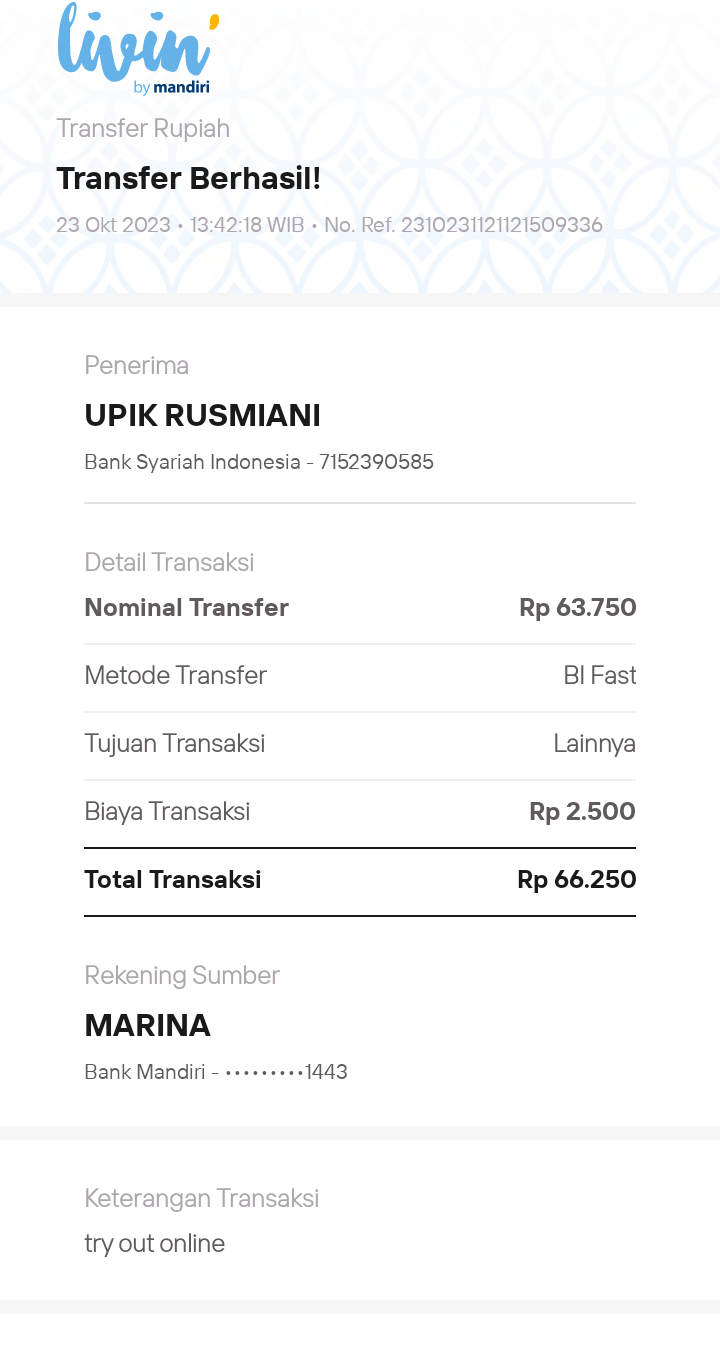 livin'
by mandiri
Transfer Rupiah
Transfer Berhasil!
23 Okt 2023 • 13:42:18 WIB • No. Ref. 2310231121121509336
Penerima
UPIK RUSMIANI
Bank Syariah Indonesia - 7152390585
Detail Transaksi
Nominal Transfer Rp 63.750
Metode Transfer BI Fast
Tujuan Transaksi Lainnya
Biaya Transaksi Rp 2.500
Total Transaksi Rp 66.250
Rekening Sumber
MARINA
Bank Mandiri - •••••••••1443
Keterangan Transaksi
try out online